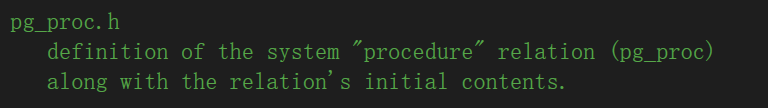 pg_proc.h
definition of the system "procedure" relation (pg_proc)
along with the relation's initial contents.